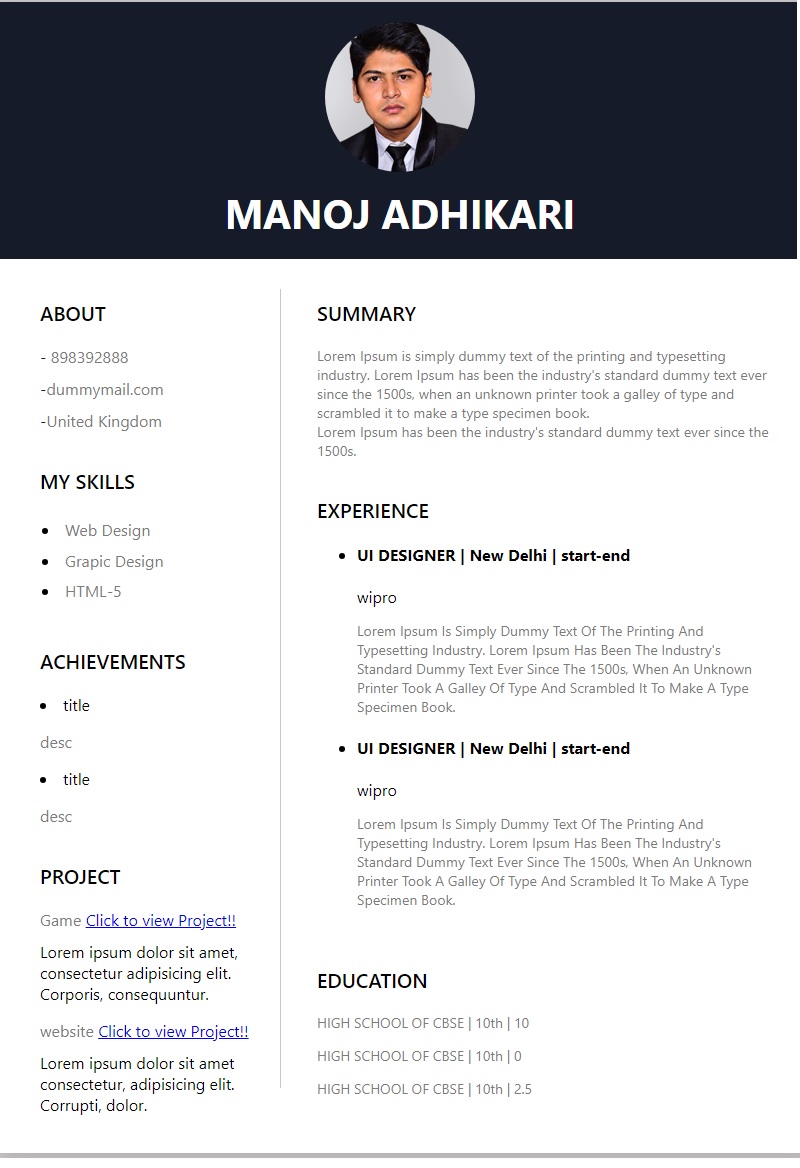 MANOJ ADHIKARI
ABOUT
- 898392888
-dummymail.com
-United Kingdom
MY SKILLS
• Web Design
• Grapic Design
• HTML-5
ACHIEVEMENTS
• title
desc
• title
desc
PROJECT
Game Click to view Project!!
Lorem ipsum dolor sit amet,
consectetur adipisicing elit.
Corporis, consequuntur.
website Click to view Project!!
Lorem ipsum dolor sit amet
consectetur, adipisicing elit.
Corrupti, dolor.
SUMMARY
Lorem Ipsum is simply dummy text of the printing and typesetting
industry. Lorem Ipsum has been the industry's standard dummy text ever
since the 1500s, when an unknown printer took a galley of type and
scrambled it to make a type specimen book.
Lorem Ipsum has been the industry's standard dummy text ever since the
1500s.
EXPERIENCE
• UI DESIGNER | New Delhi | start-end
wipro
Lorem Ipsum Is Simply Dummy Text Of The Printing And
Typesetting Industry. Lorem Ipsum Has Been The Industry's
Standard Dummy Text Ever Since The 1500s, When An Unknown
Printer Took A Galley Of Type And Scrambled It To Make A Type
Specimen Book.
• UI DESIGNER | New Delhi | start-end
wipro
Lorem Ipsum Is Simply Dummy Text Of The Printing And
Typesetting Industry. Lorem Ipsum Has Been The Industry's
Standard Dummy Text Ever Since The 1500s, When An Unknown
Printer Took A Galley Of Type And Scrambled It To Make A Type
Specimen Book.
EDUCATION
HIGH SCHOOL OF CBSE | 10th | 10
HIGH SCHOOL OF CBSE | 10th | 0
HIGH SCHOOL OF CBSE | 10th | 2.5